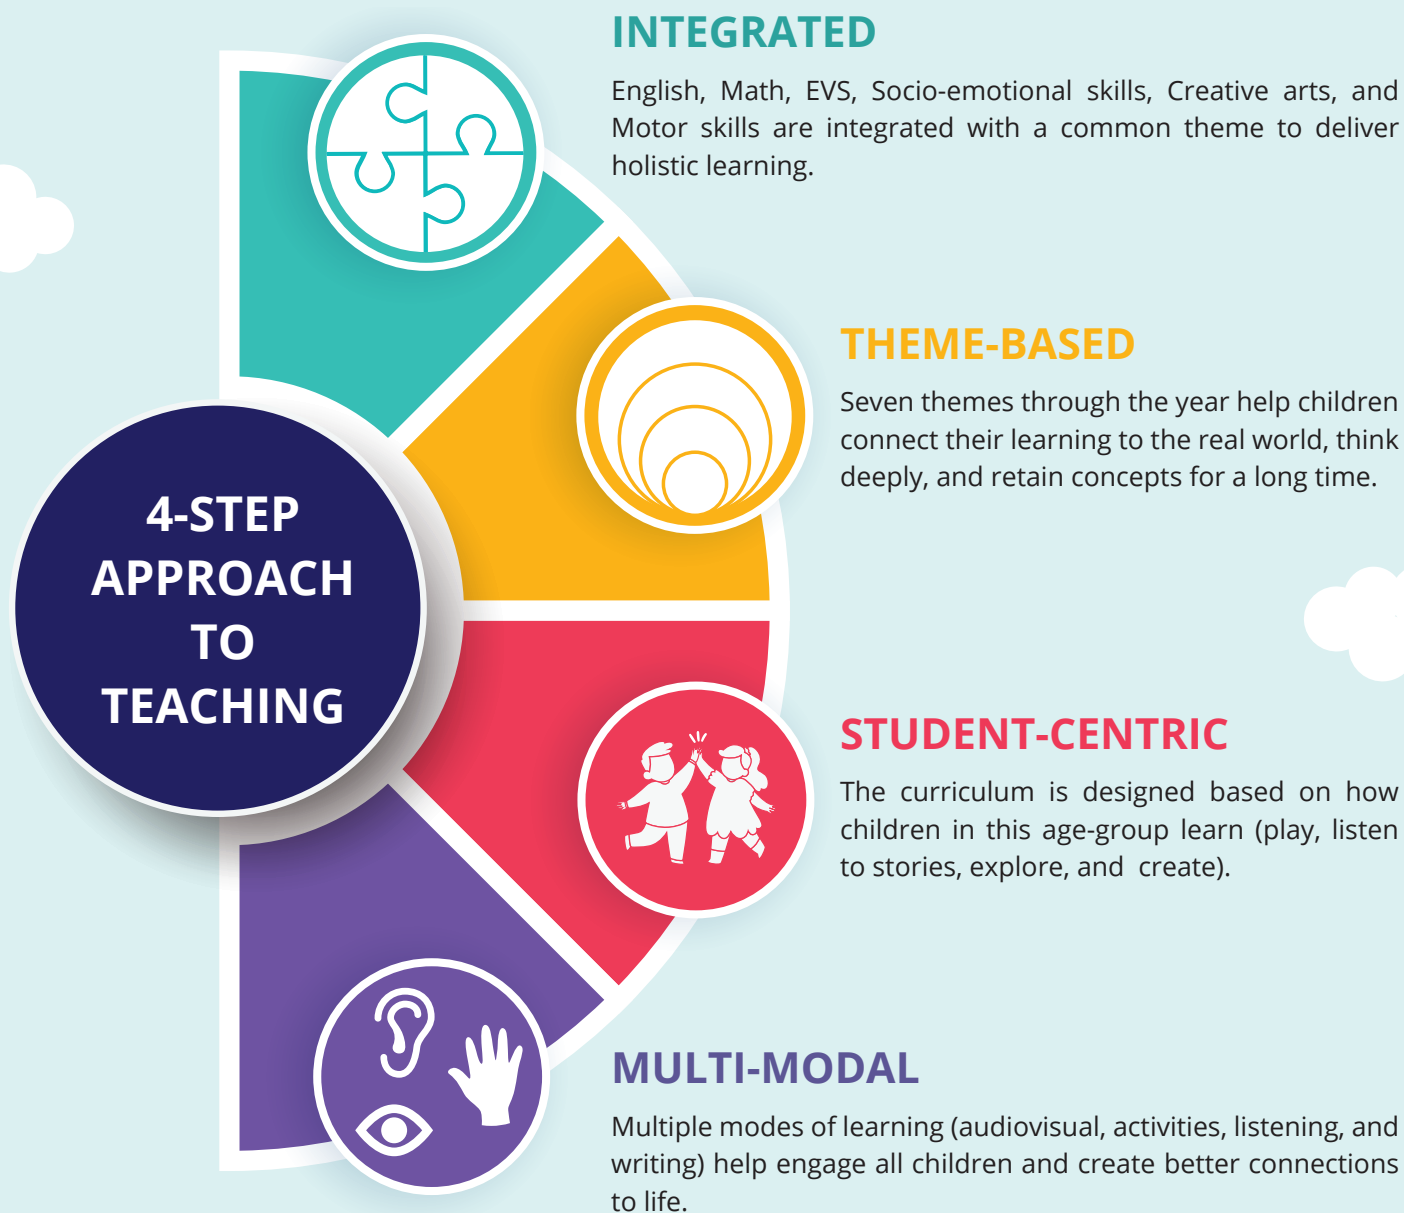 INTEGRATED
English, Math, EVS, Socio-emotional skills, Creative arts, and
Motor skills are integrated with a common theme to deliver
holistic learning.
THEME-BASED
Seven themes through the year help children
connect their learning to the real world, think
deeply, and retain concepts for a long time.
4-STEP
APPROACH
TO
TEACHING
STUDENT-CENTRIC
The curriculum is designed based on how
children in this age-group learn (play, listen
to stories, explore, and create).
MULTI-MODAL
Multiple modes of learning (audiovisual, activities, listening, and
writing) help engage all children and create better connections
to life.